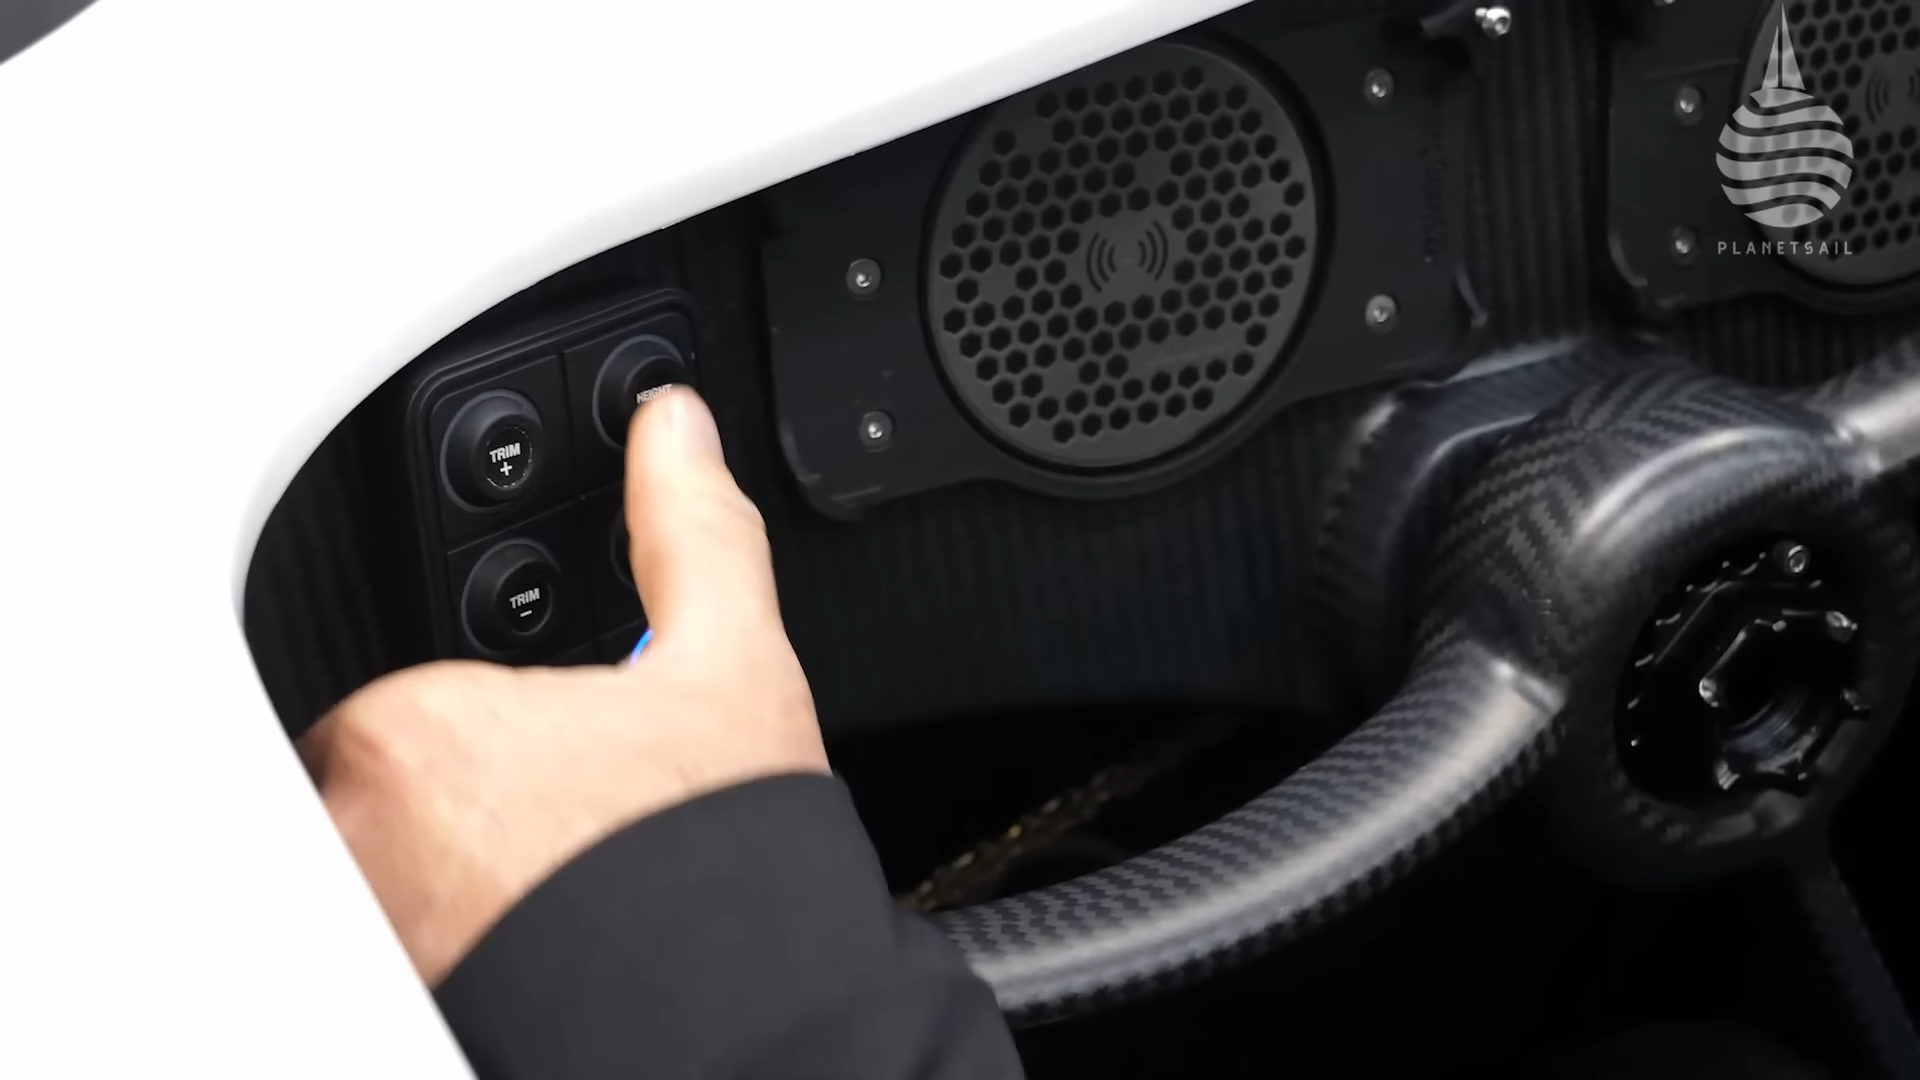 TRIM
+
HEIGHT
TRIM
–
PLANETSAIL